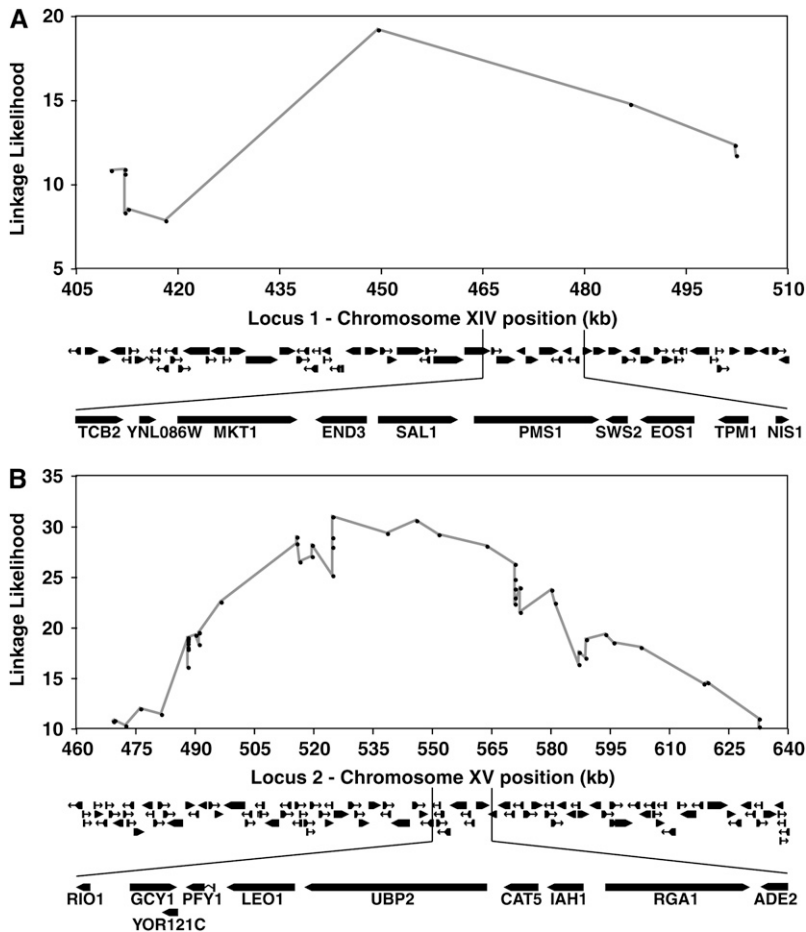 A
Linkage Likelihood
20
15
10
5
405 420 435 450 465 480 495 510
Locus 1 - Chromosome XIV position (kb)
TCB2 YNL086W MKT1 END3 SAL1 PMS1 SWS2 EOS1 TPM1 NIS1
B
Linkage Likelihood
35
30
25
20
15
10
460 475 490 505 520 535 550 565 580 595 610 625 640
Locus 2 - Chromosome XV position (kb)
RIO1 GCY1 PFY1 LEO1 UBP2 CAT5 IAH1 RGA1 ADE2
YOR121C